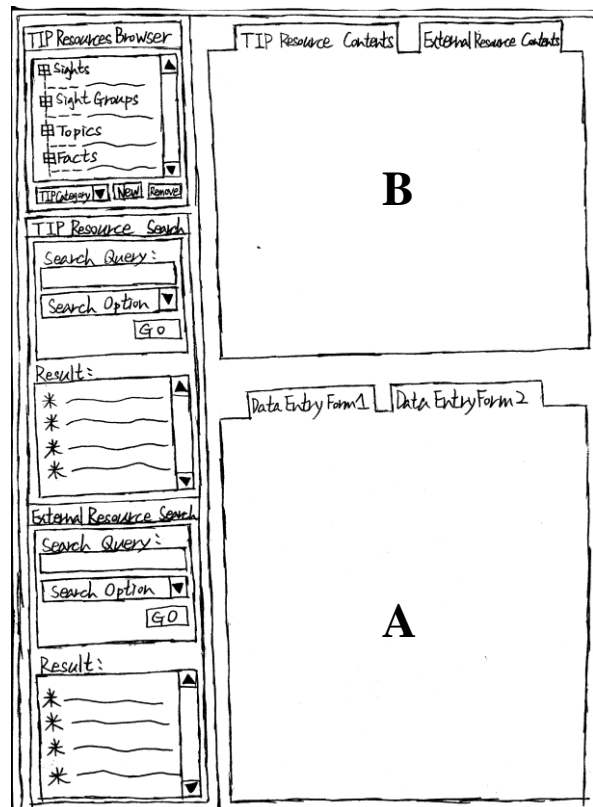 TIP Resources Browser
Sights
Sight Groups
Topics
Facts
TIPCategory New Remove
TIP Resource Search
Search Query:
Search Option
GO
Result:
External Resource Search
Search Query:
Search Option
GO
Result:
TIP Resource Contents External Resource Contents
B
Data Entry Form1 Data Entry Form2
A